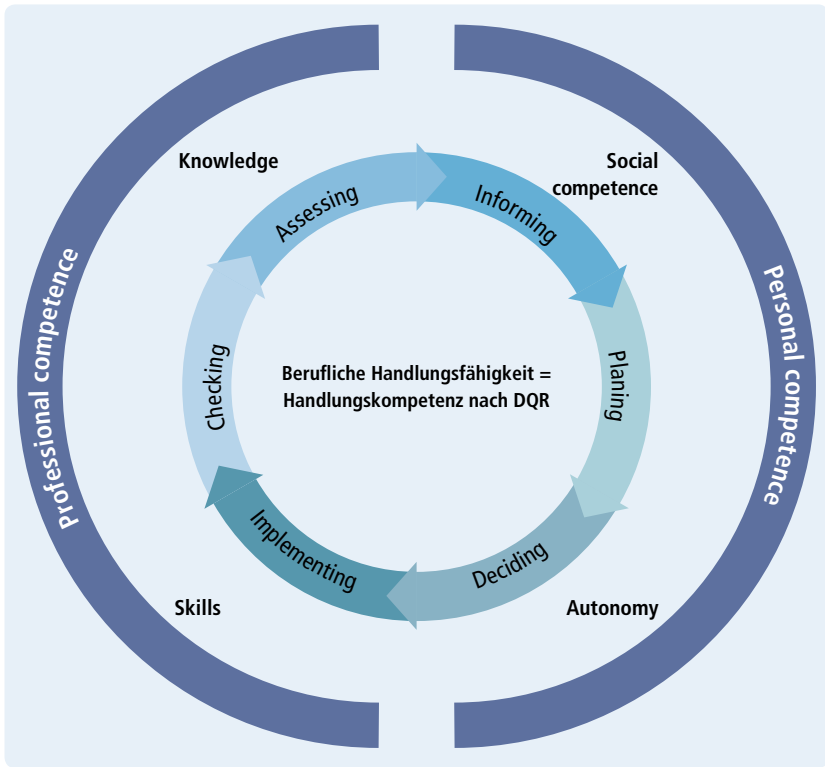 Knowledge
Social
competence
Assessing
Informing
Professional competence
Personal competence
Checking
Planing
Berufliche Handlungsfähigkeit =
Handlungskompetenz nach DQR
Implementing
Deciding
Skills
Autonomy